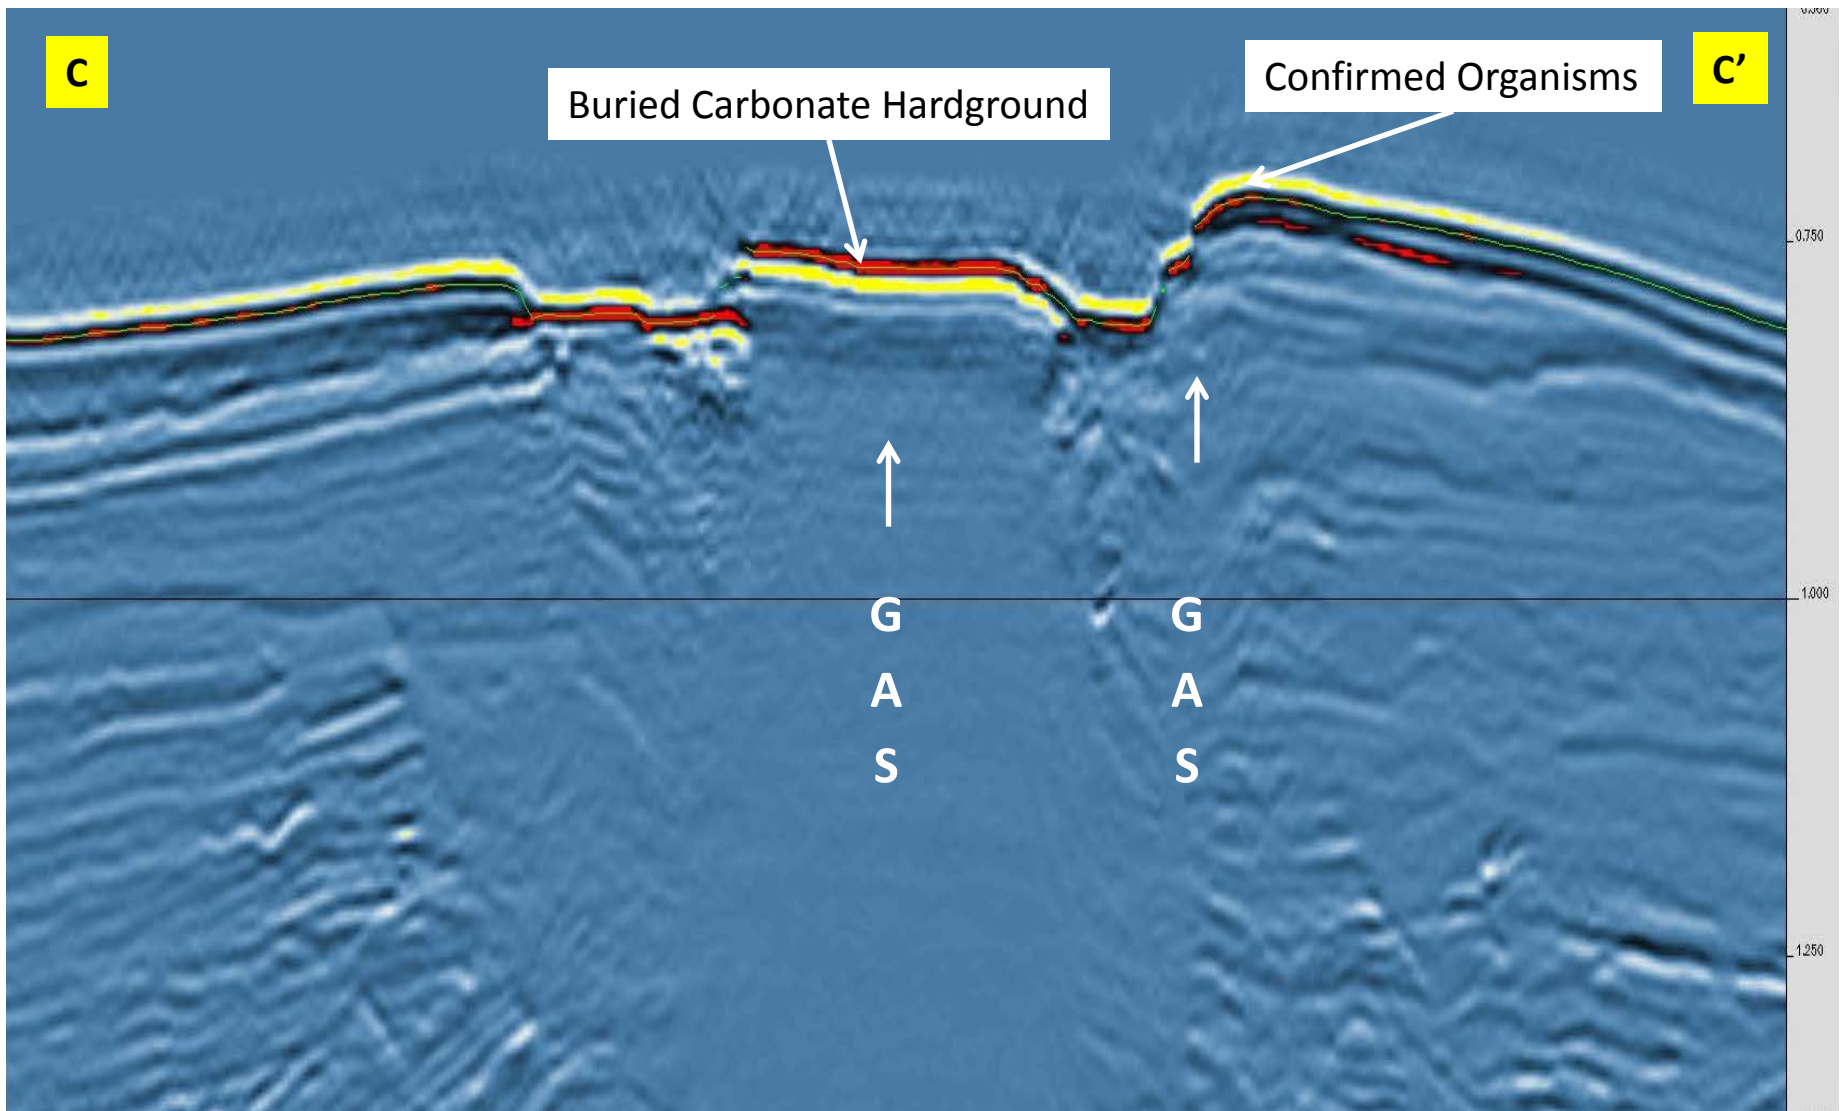 C
Buried Carbonate Hardground
Confirmed Organisms
C’
0.750
1.000
G
A
S
G
A
S
1.250